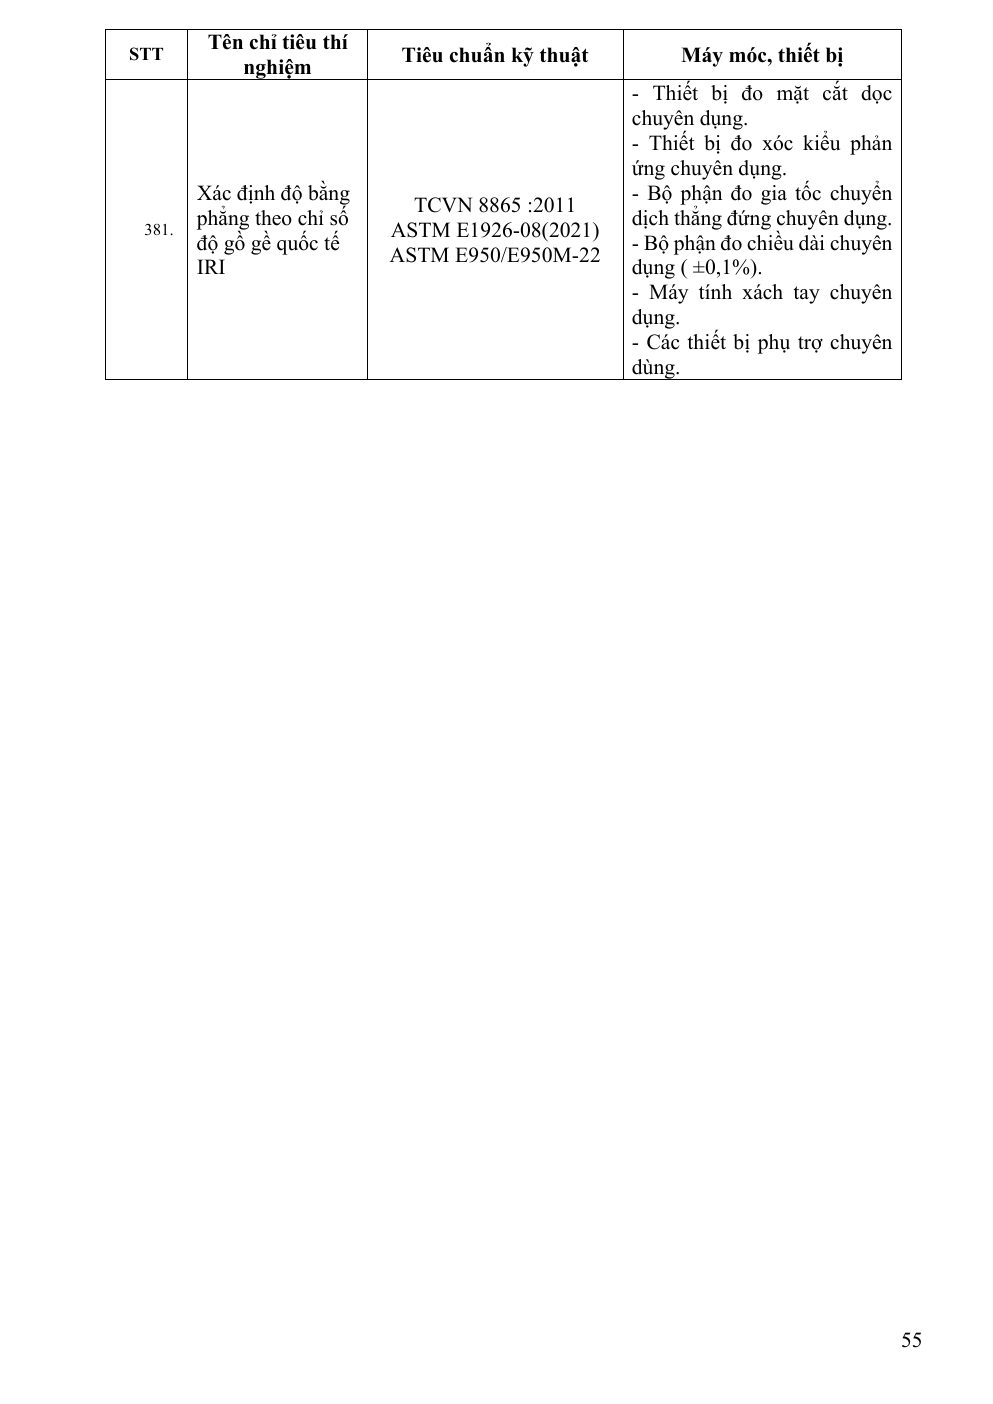 STT
Tên chỉ tiêu thí
nghiệm
Tiêu chuẩn kỹ thuật
Máy móc, thiết bị
381.
Xác định độ bằng
phẳng theo chỉ số
độ gồ gề quốc tế
IRI
TCVN 8865 :2011
ASTM E1926-08(2021)
ASTM E950/E950M-22
- Thiết bị đo mặt cắt dọc
chuyên dụng.
- Thiết bị đo xóc kiểu phản
ứng chuyên dụng.
- Bộ phận đo gia tốc chuyển
dịch thẳng đứng chuyên dụng.
- Bộ phận đo chiều dài chuyên
dụng ( ±0,1%).
- Máy tính xách tay chuyên
dụng.
- Các thiết bị phụ trợ chuyên
dùng.
55